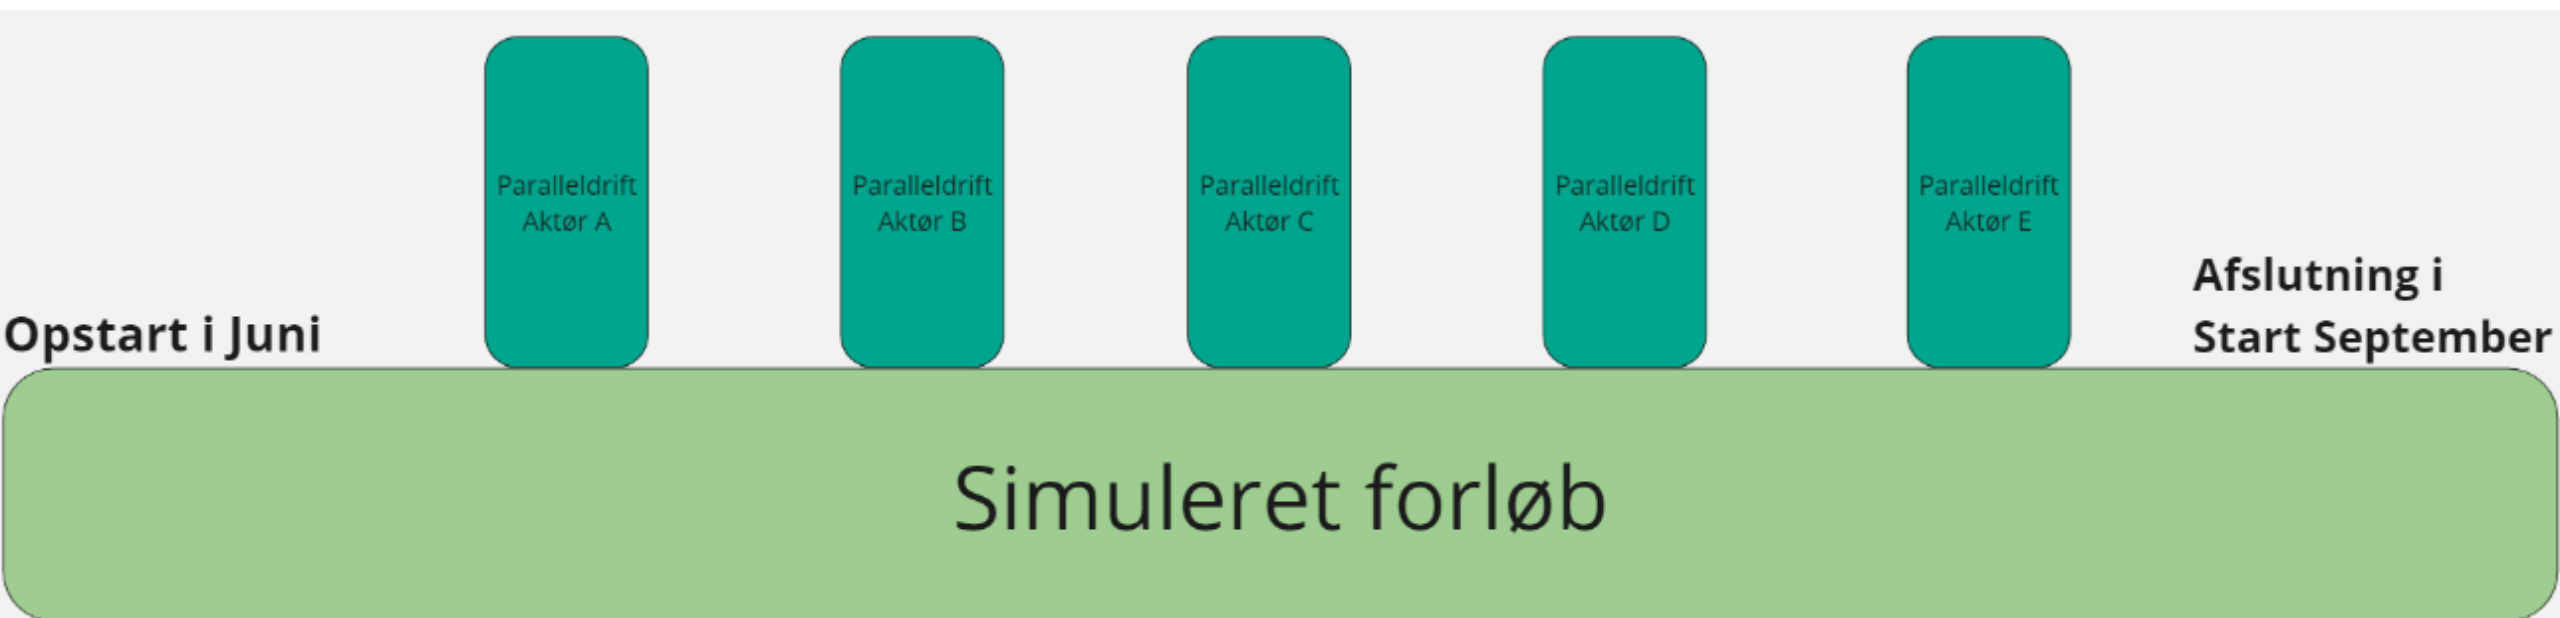 Paralleldrift
Aktør A
Paralleldrift
Aktør B
Paralleldrift
Aktør C
Paralleldrift
Aktør D
Paralleldrift
Aktør E
Opstart i Juni
Afslutning i
Start September
Simuleret forløb